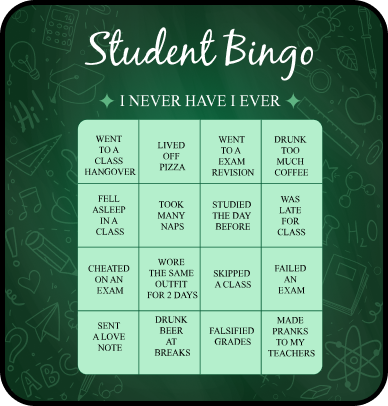 Student Bingo
I NEVER HAVE I EVER
WENT
TO A
CLASS
HANGOVER
LIVED
OFF
PIZZA
WENT
TO A
EXAM
REVISION
DRUNK
TOO
MUCH
COFFEE
FELL
ASLEEP
IN A
CLASS
TOOK
MANY
NAPS
STUDIED
THE DAY
BEFORE
WAS
LATE
FOR
CLASS
CHEATED
ON AN
EXAM
WORE
THE SAME
OUTFIT
FOR 2 DAYS
SKIPPED
A CLASS
FAILED
AN
EXAM
SENT
A LOVE
NOTE
DRUNK
BEER
AT
BREAKS
FALSIFIED
GRADES
MADE
PRANKS
TO MY
TEACHERS
Hi!
H2O
ABC